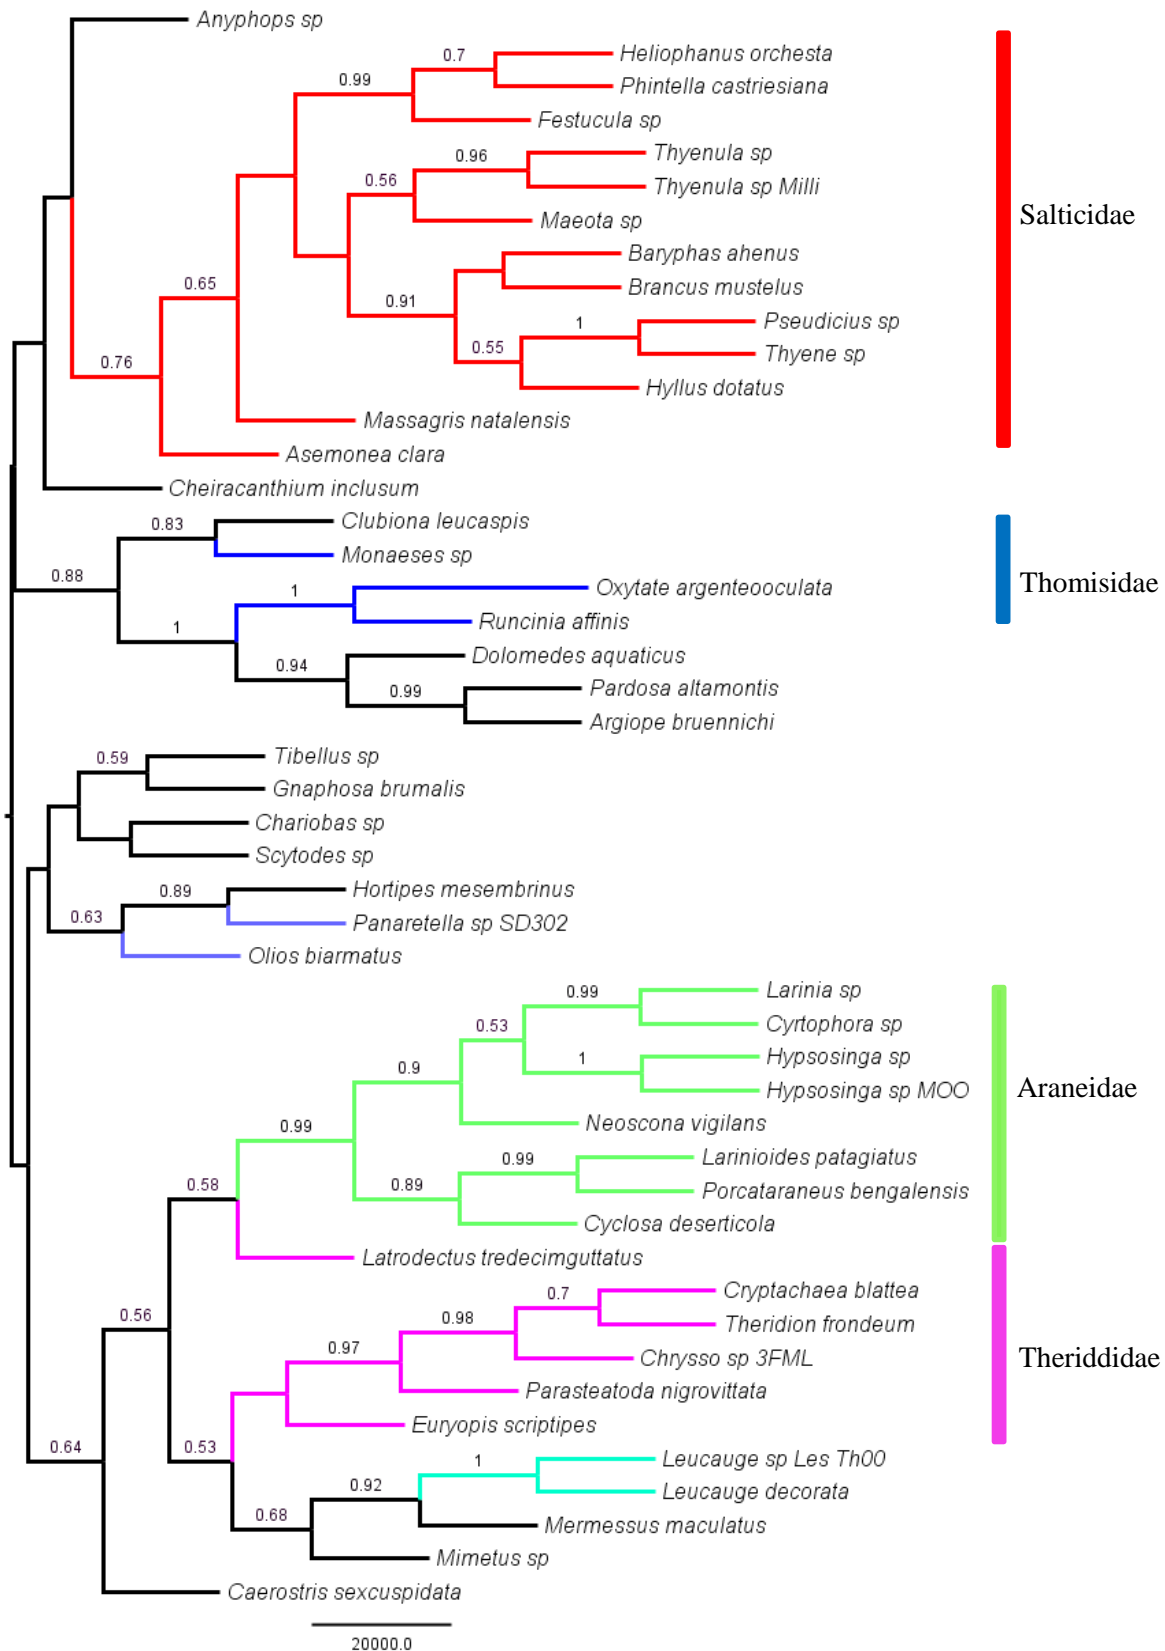 Anyphops sp
Heliophanus orchesta
0.7
Phintella castriesiana
0.99
Festucula sp
Thyenula sp
0.96
Thyenula sp Milli
0.56
Maeota sp
Salticidae
Baryphas ahenus
0.65
Brancus mustelus
0.91
Pseudicius sp
1
Thyene sp
0.55
0.76
Hyllus dotatus
Massagris natalensis
Asemonea clara
Cheiracanthium inclusum
Clubiona leucaspis
0.83
Monaeses sp
0.88
Thomisidae
Oxytate argenteooculata
1
Runcinia affinis
1
Dolomedes aquaticus
0.94
Pardosa altamontis
0.99
Argiope bruennichi
Tibellus sp
0.59
Gnaphosa brumalis
Chariobas sp
Scytodes sp
Hortipes mesembrinus
0.89
Panaretella sp SD302
0.63
Olios biarmatus
Larinia sp
0.99
Cyrtophora sp
0.53
Hypsosinga sp
1
0.9
Hypsosinga sp MOO
Araneidae
Neoscona vigilans
0.99
Larinioides patagiatus
0.99
Porcataraneus bengalensis
0.58
0.89
Cyclosa deserticola
Latrodectus tredecimguttatus
Cryptachaea blattea
0.7
Theridion frondeum
0.56
0.98
Chrysso sp 3FML
Theriddidae
0.97
Parasteatoda nigrovittata
Euryopis scriptipes
0.64
0.53
Leucauge sp Les Th00
1
Leucauge decorata
0.92
Mermessus maculatus
0.68
Mimetus sp
Caerostris sexcuspidata
20000.0